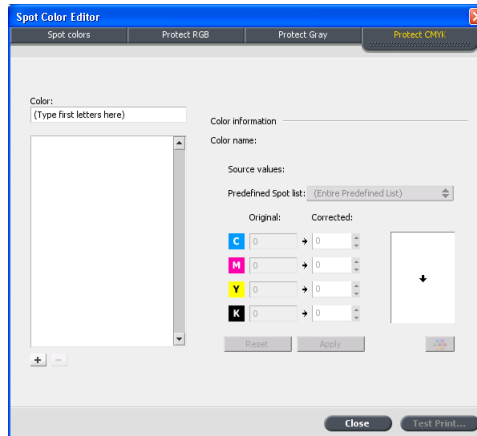 Spot Color Editor
Spot colors Protect RGB Protect Gray Protect CMYK
Color:
(Type first letters here)
Color information
Color name:
Source values:
Predefined Spot list: (Entire Predefined List)
Original: Corrected:
C 0 → 0
M 0 → 0
Y 0 → 0
K 0 → 0
Reset Apply
+ −
Close Test Print...